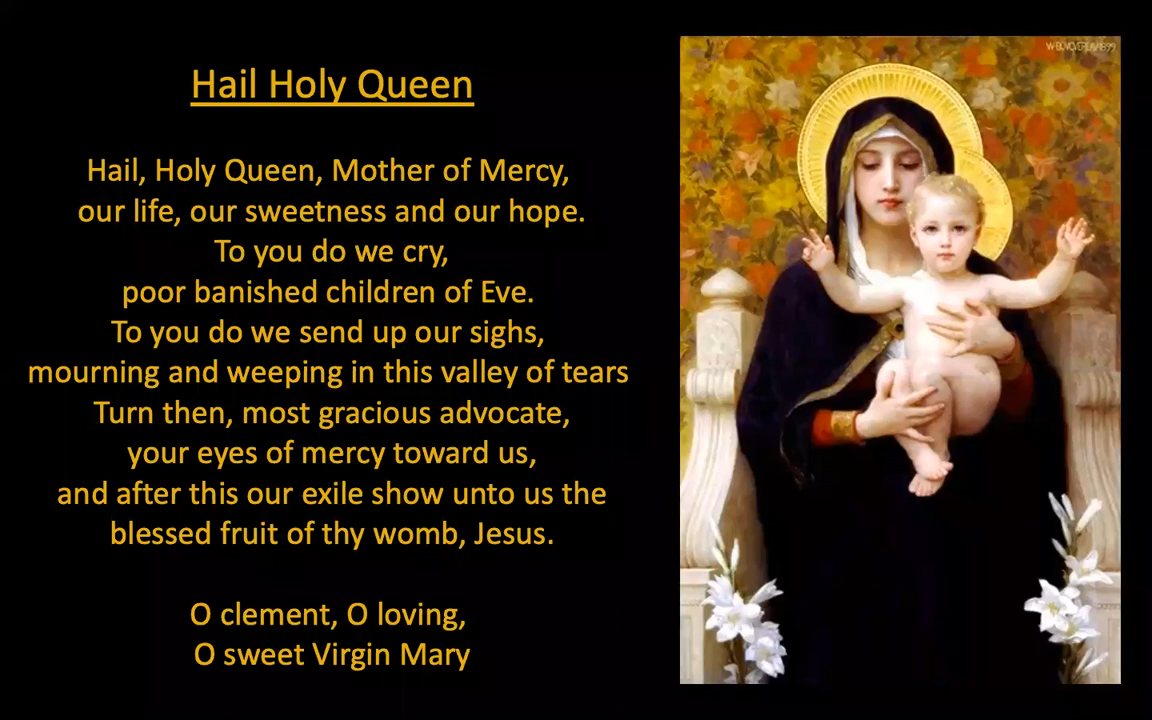 Hail Holy Queen
Hail, Holy Queen, Mother of Mercy,
our life, our sweetness and our hope.
To you do we cry,
poor banished children of Eve.
To you do we send up our sighs,
mourning and weeping in this valley of tears
Turn then, most gracious advocate,
your eyes of mercy toward us,
and after this our exile show unto us the
blessed fruit of thy womb, Jesus.
O clement, O loving,
O sweet Virgin Mary